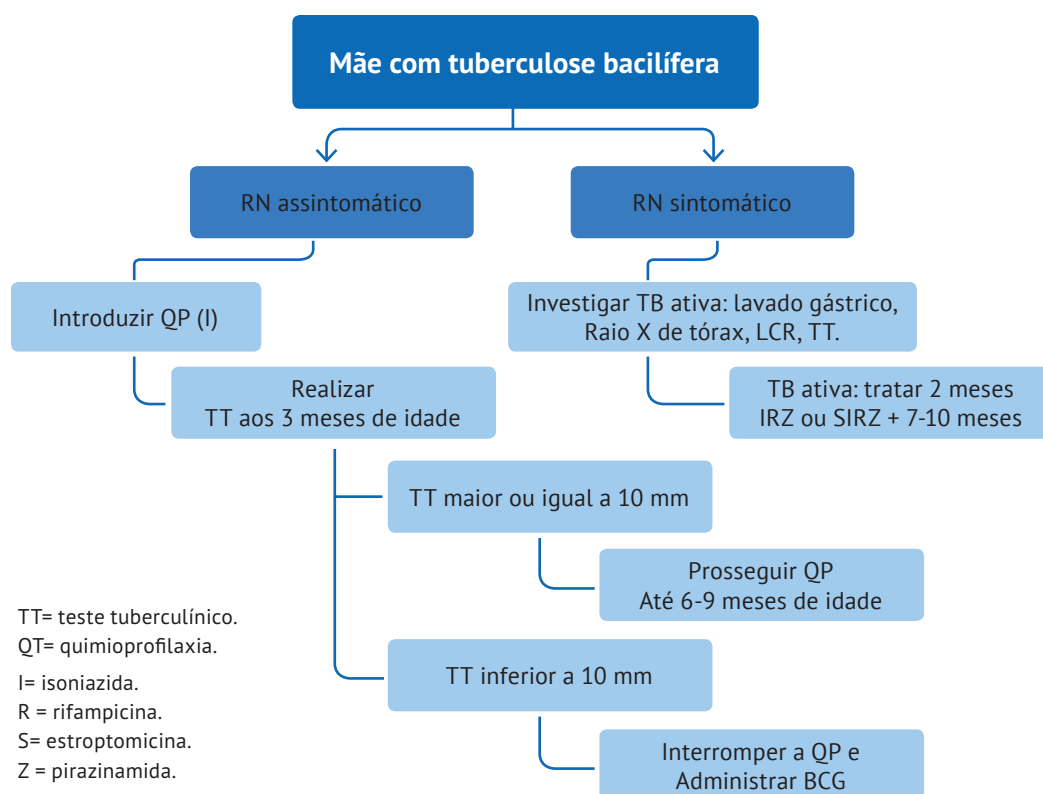 Mãe com tuberculose bacilífera
RN assintomático
RN sintomático
Introduzir QP (I)
Investigar TB ativa: lavado gástrico,
Raio X de tórax, LCR, TT.
Realizar
TT aos 3 meses de idade
TB ativa: tratar 2 meses
IRZ ou SIRZ + 7-10 meses
TT maior ou igual a 10 mm
Prosseguir QP
Até 6-9 meses de idade
TT inferior a 10 mm
Interromper a QP e
Administrar BCG
TT= teste tuberculínico.
QT= quimioprofilaxia.
I= isoniazida.
R = rifampicina.
S= estroptomicina.
Z = pirazinamida.